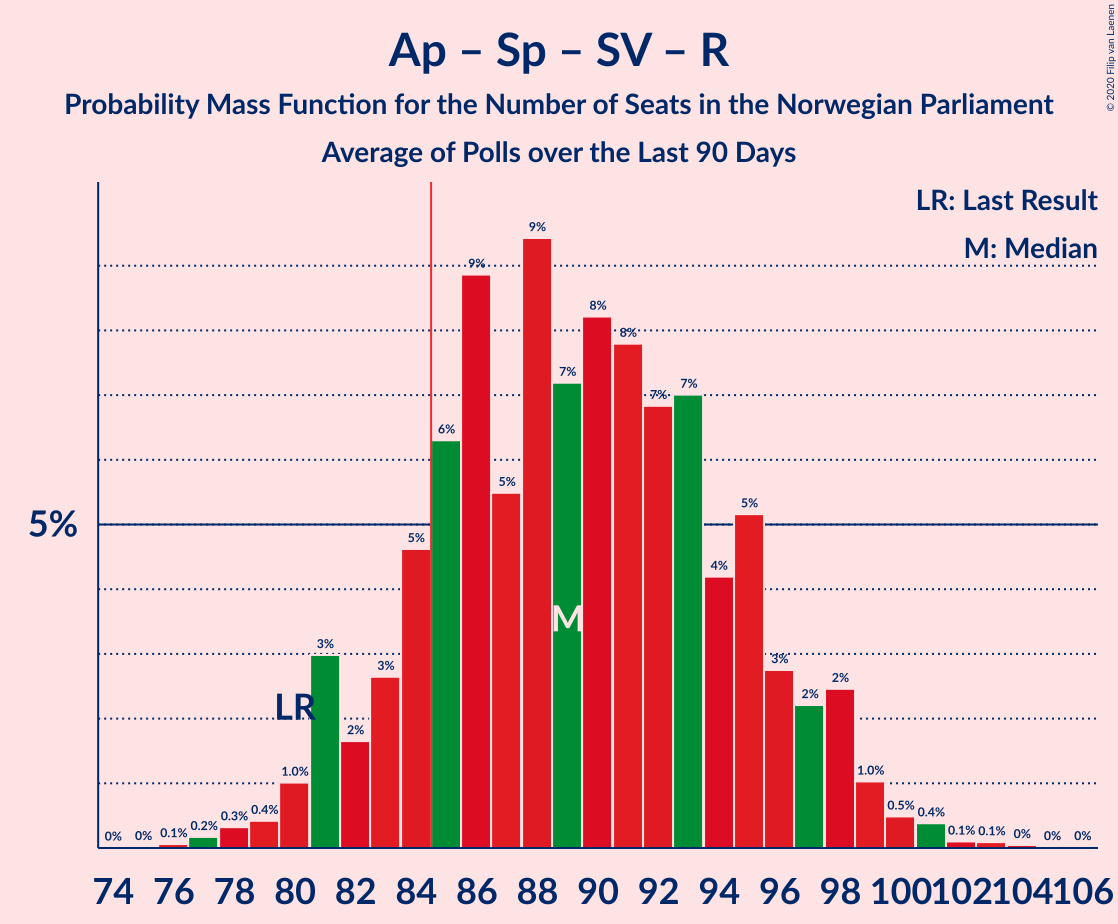 Ap – Sp – SV – R
Probability Mass Function for the Number of Seats in the Norwegian Parliament
Average of Polls over the Last 90 Days
© 2020 Filip van Laenen
LR: Last Result
M: Median
5%
0% 0% 0.1% 0.2% 0.3% 0.4% 1.0% 3% 2% 3% 5% 6% 9% 5% 9% 7% 8% 8% 7% 7% 4% 5% 3% 2% 2% 1.0% 0.5% 0.4% 0.1% 0.1% 0% 0% 0%
LR
M
74 76 78 80 82 84 86 88 90 92 94 96 98 100 102 104 106